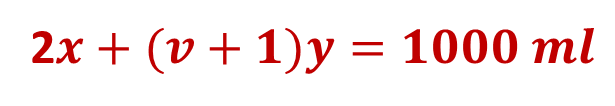 2x + (v + 1)y = 1000 ml